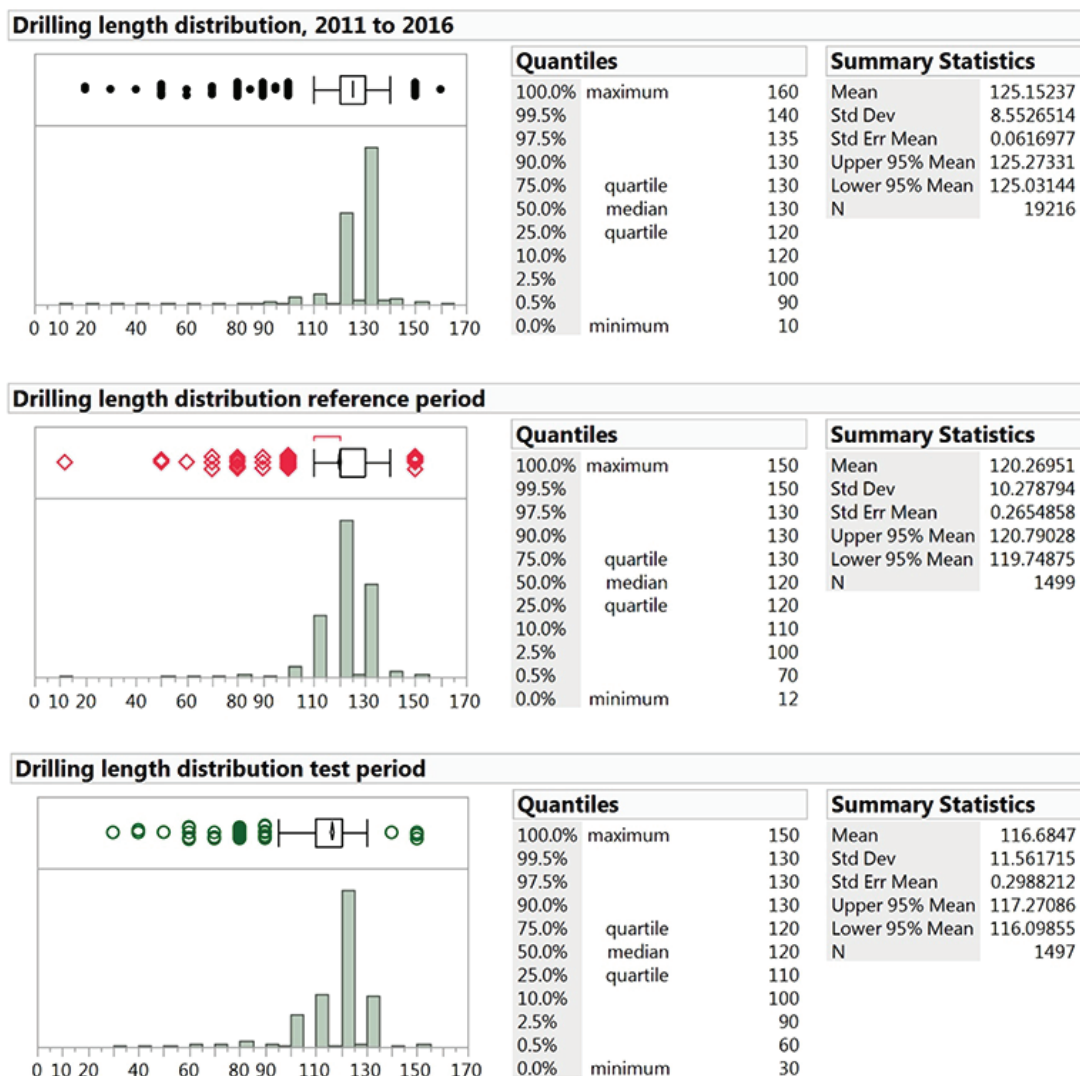 Drilling length distribution, 2011 to 2016
Quantiles
100.0% maximum 160
99.5% 140
97.5% 135
90.0% 130
75.0% quartile 130
50.0% median 130
25.0% quartile 120
10.0% 120
2.5% 100
0.5% 90
0.0% minimum 10
Summary Statistics
Mean 125.15237
Std Dev 8.5526514
Std Err Mean 0.0616977
Upper 95% Mean 125.27331
Lower 95% Mean 125.03144
N 19216
0 10 20 40 60 80 90 110 130 150 170
Drilling length distribution reference period
Quantiles
100.0% maximum 150
99.5% 150
97.5% 130
90.0% 130
75.0% quartile 130
50.0% median 120
25.0% quartile 120
10.0% 110
2.5% 100
0.5% 70
0.0% minimum 12
Summary Statistics
Mean 120.26951
Std Dev 10.278794
Std Err Mean 0.2654858
Upper 95% Mean 120.79028
Lower 95% Mean 119.74875
N 1499
0 10 20 40 60 80 90 110 130 150 170
Drilling length distribution test period
Quantiles
100.0% maximum 150
99.5% 130
97.5% 130
90.0% 130
75.0% quartile 120
50.0% median 120
25.0% quartile 110
10.0% 100
2.5% 90
0.5% 60
0.0% minimum 30
Summary Statistics
Mean 116.6847
Std Dev 11.561715
Std Err Mean 0.2988212
Upper 95% Mean 117.27086
Lower 95% Mean 116.09855
N 1497
0 10 20 40 60 80 90 110 130 150 170